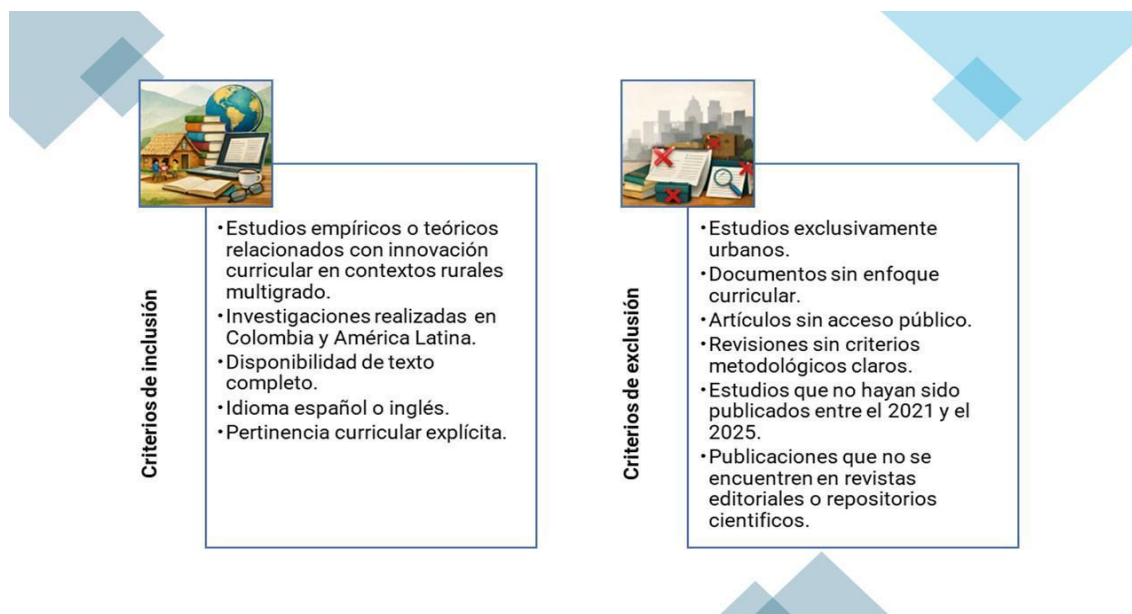 Criterios de inclusión
•Estudios empíricos o teóricos
relacionados con innovación
curricular en contextos rurales
multigrado.
•Investigaciones realizadas en
Colombia y América Latina.
•Disponibilidad de texto
completo.
•Idioma español o inglés.
•Pertinencia curricular explícita.
Criterios de exclusión
•Estudios exclusivamente
urbanos.
•Documentos sin enfoque
curricular.
•Artículos sin acceso público.
•Revisiones sin criterios
metodológicos claros.
•Estudios que no hayan sido
publicados entre el 2021 y el
2025.
•Publicaciones que no se
encuentren en revistas
editoriales o repositorios
cientificos.